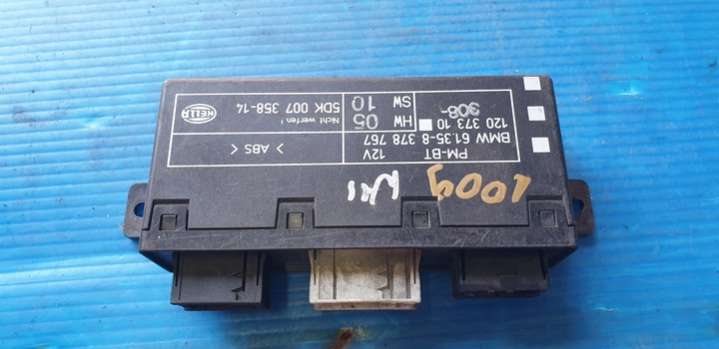 PM-BT 12V
BMW 61.35-8 378 767
120 373 10
308-
HW 05
SW 10
> ABS <
Nicht werfen !
5DK 007 358-14
HELLA